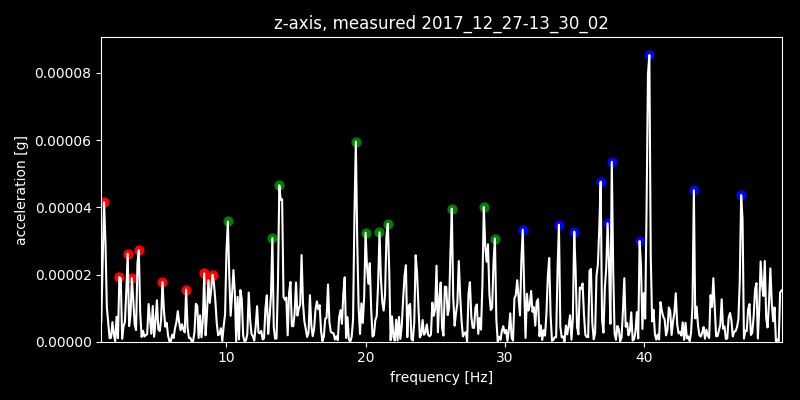 z-axis, measured 2017_12_27-13_30_02
0.00008
0.00006
0.00004
0.00002
0.00000
acceleration [g]
10 20 30 40
frequency [Hz]